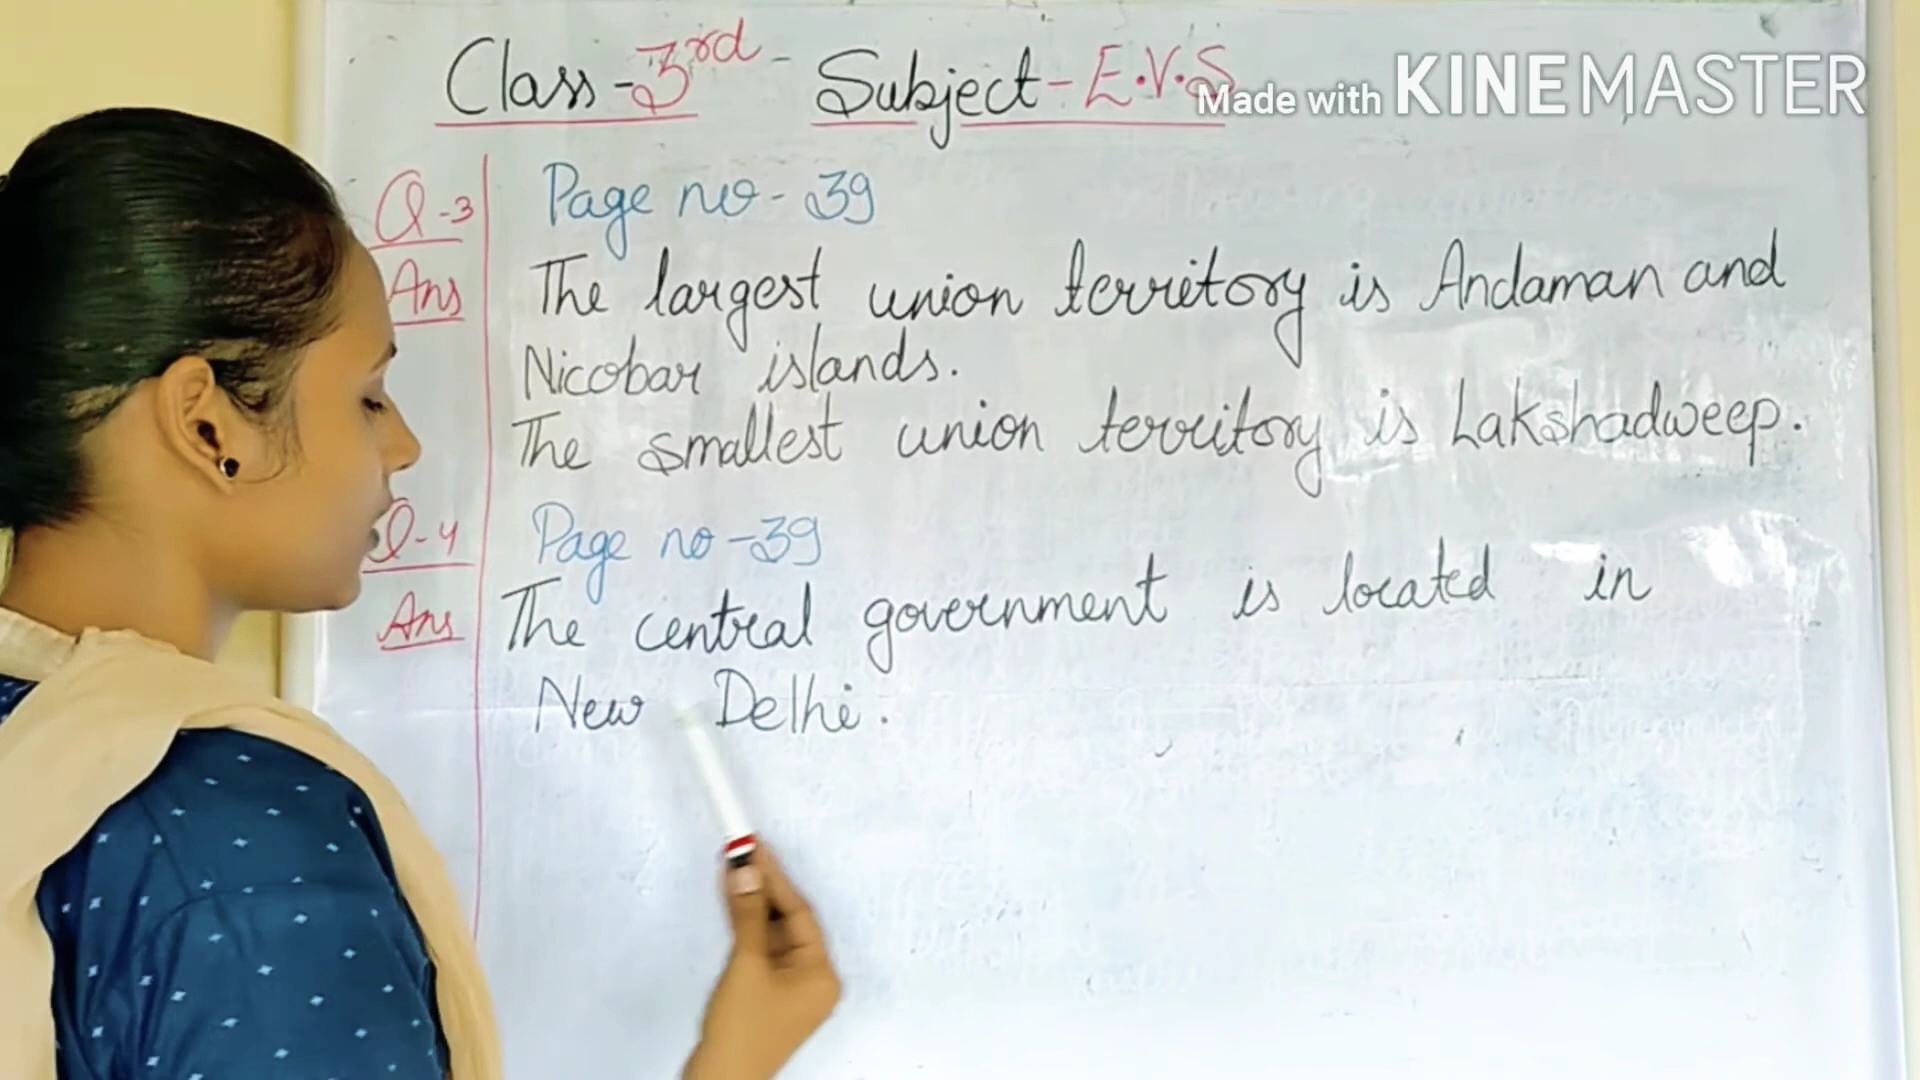 Class - 3rd - Subject - E.V.S
Made with KINEMASTER
Q-3 Page no - 39
Ans The largest union territory is Andaman and
Nicobar islands.
The smallest union territory is Lakshadweep.
Q-4 Page no - 39
Ans The central government is located in
New Delhi.